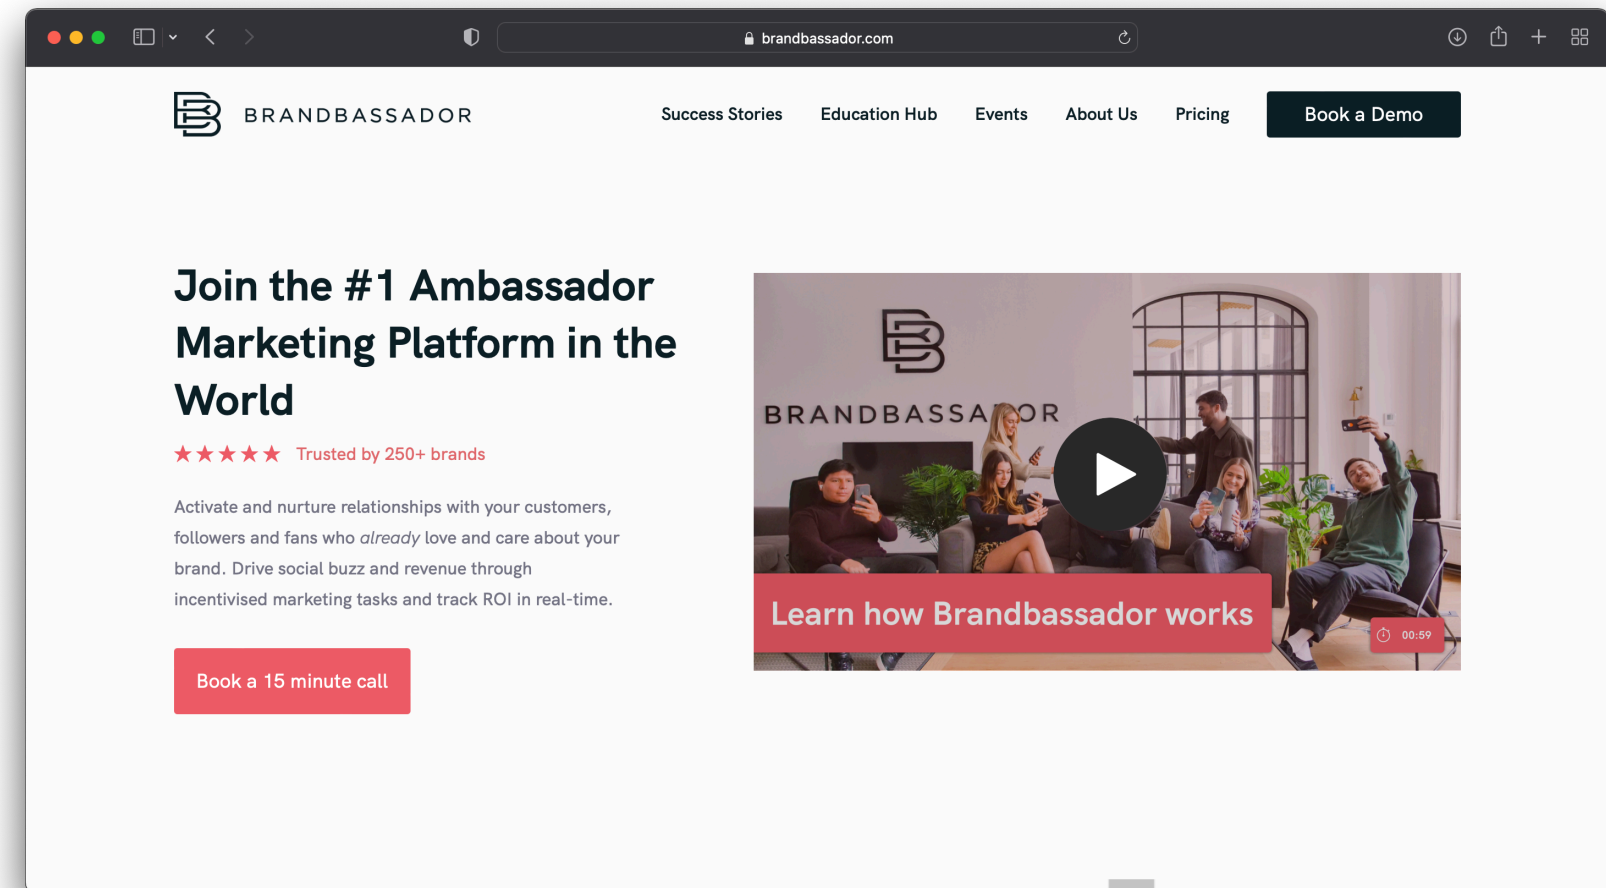 brandbassador.com
BRANDBASSADOR
Success Stories
Education Hub
Events
About Us
Pricing
Book a Demo
Join the #1 Ambassador
Marketing Platform in the
World
★★★★★ Trusted by 250+ brands
Activate and nurture relationships with your customers,
followers and fans who already love and care about your
brand. Drive social buzz and revenue through
incentivised marketing tasks and track ROI in real-time.
Book a 15 minute call
BRANDBASSADOR
Learn how Brandbassador works
00:59